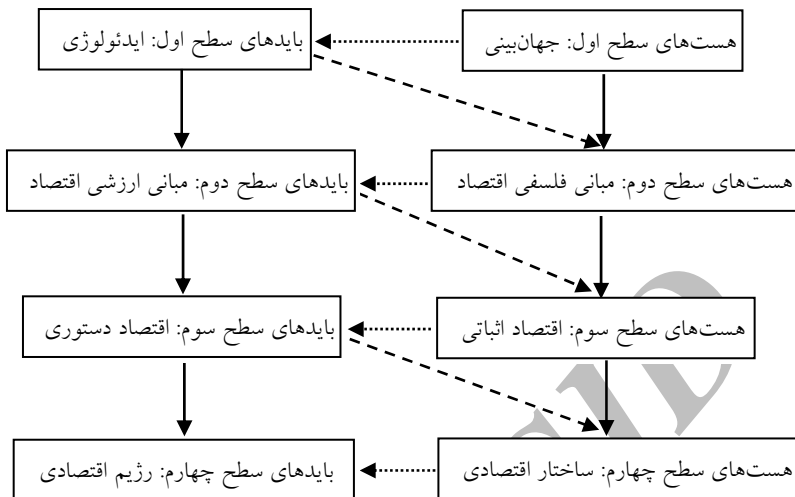 هست‌های سطح اول: جهان‌بینی
بایدهای سطح اول: ایدئولوژی
هست‌های سطح دوم: مبانی فلسفی اقتصاد
بایدهای سطح دوم: مبانی ارزشی اقتصاد
هست‌های سطح سوم: اقتصاد اثباتی
بایدهای سطح سوم: اقتصاد دستوری
هست‌های سطح چهارم: ساختار اقتصادی
بایدهای سطح چهارم: رژیم اقتصادی